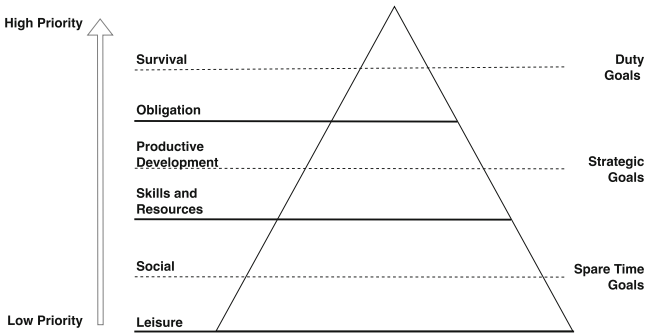 High Priority
Survival
Duty
Goals
Obligation
Productive
Development
Strategic
Goals
Skills and
Resources
Social
Spare Time
Goals
Low Priority
Leisure